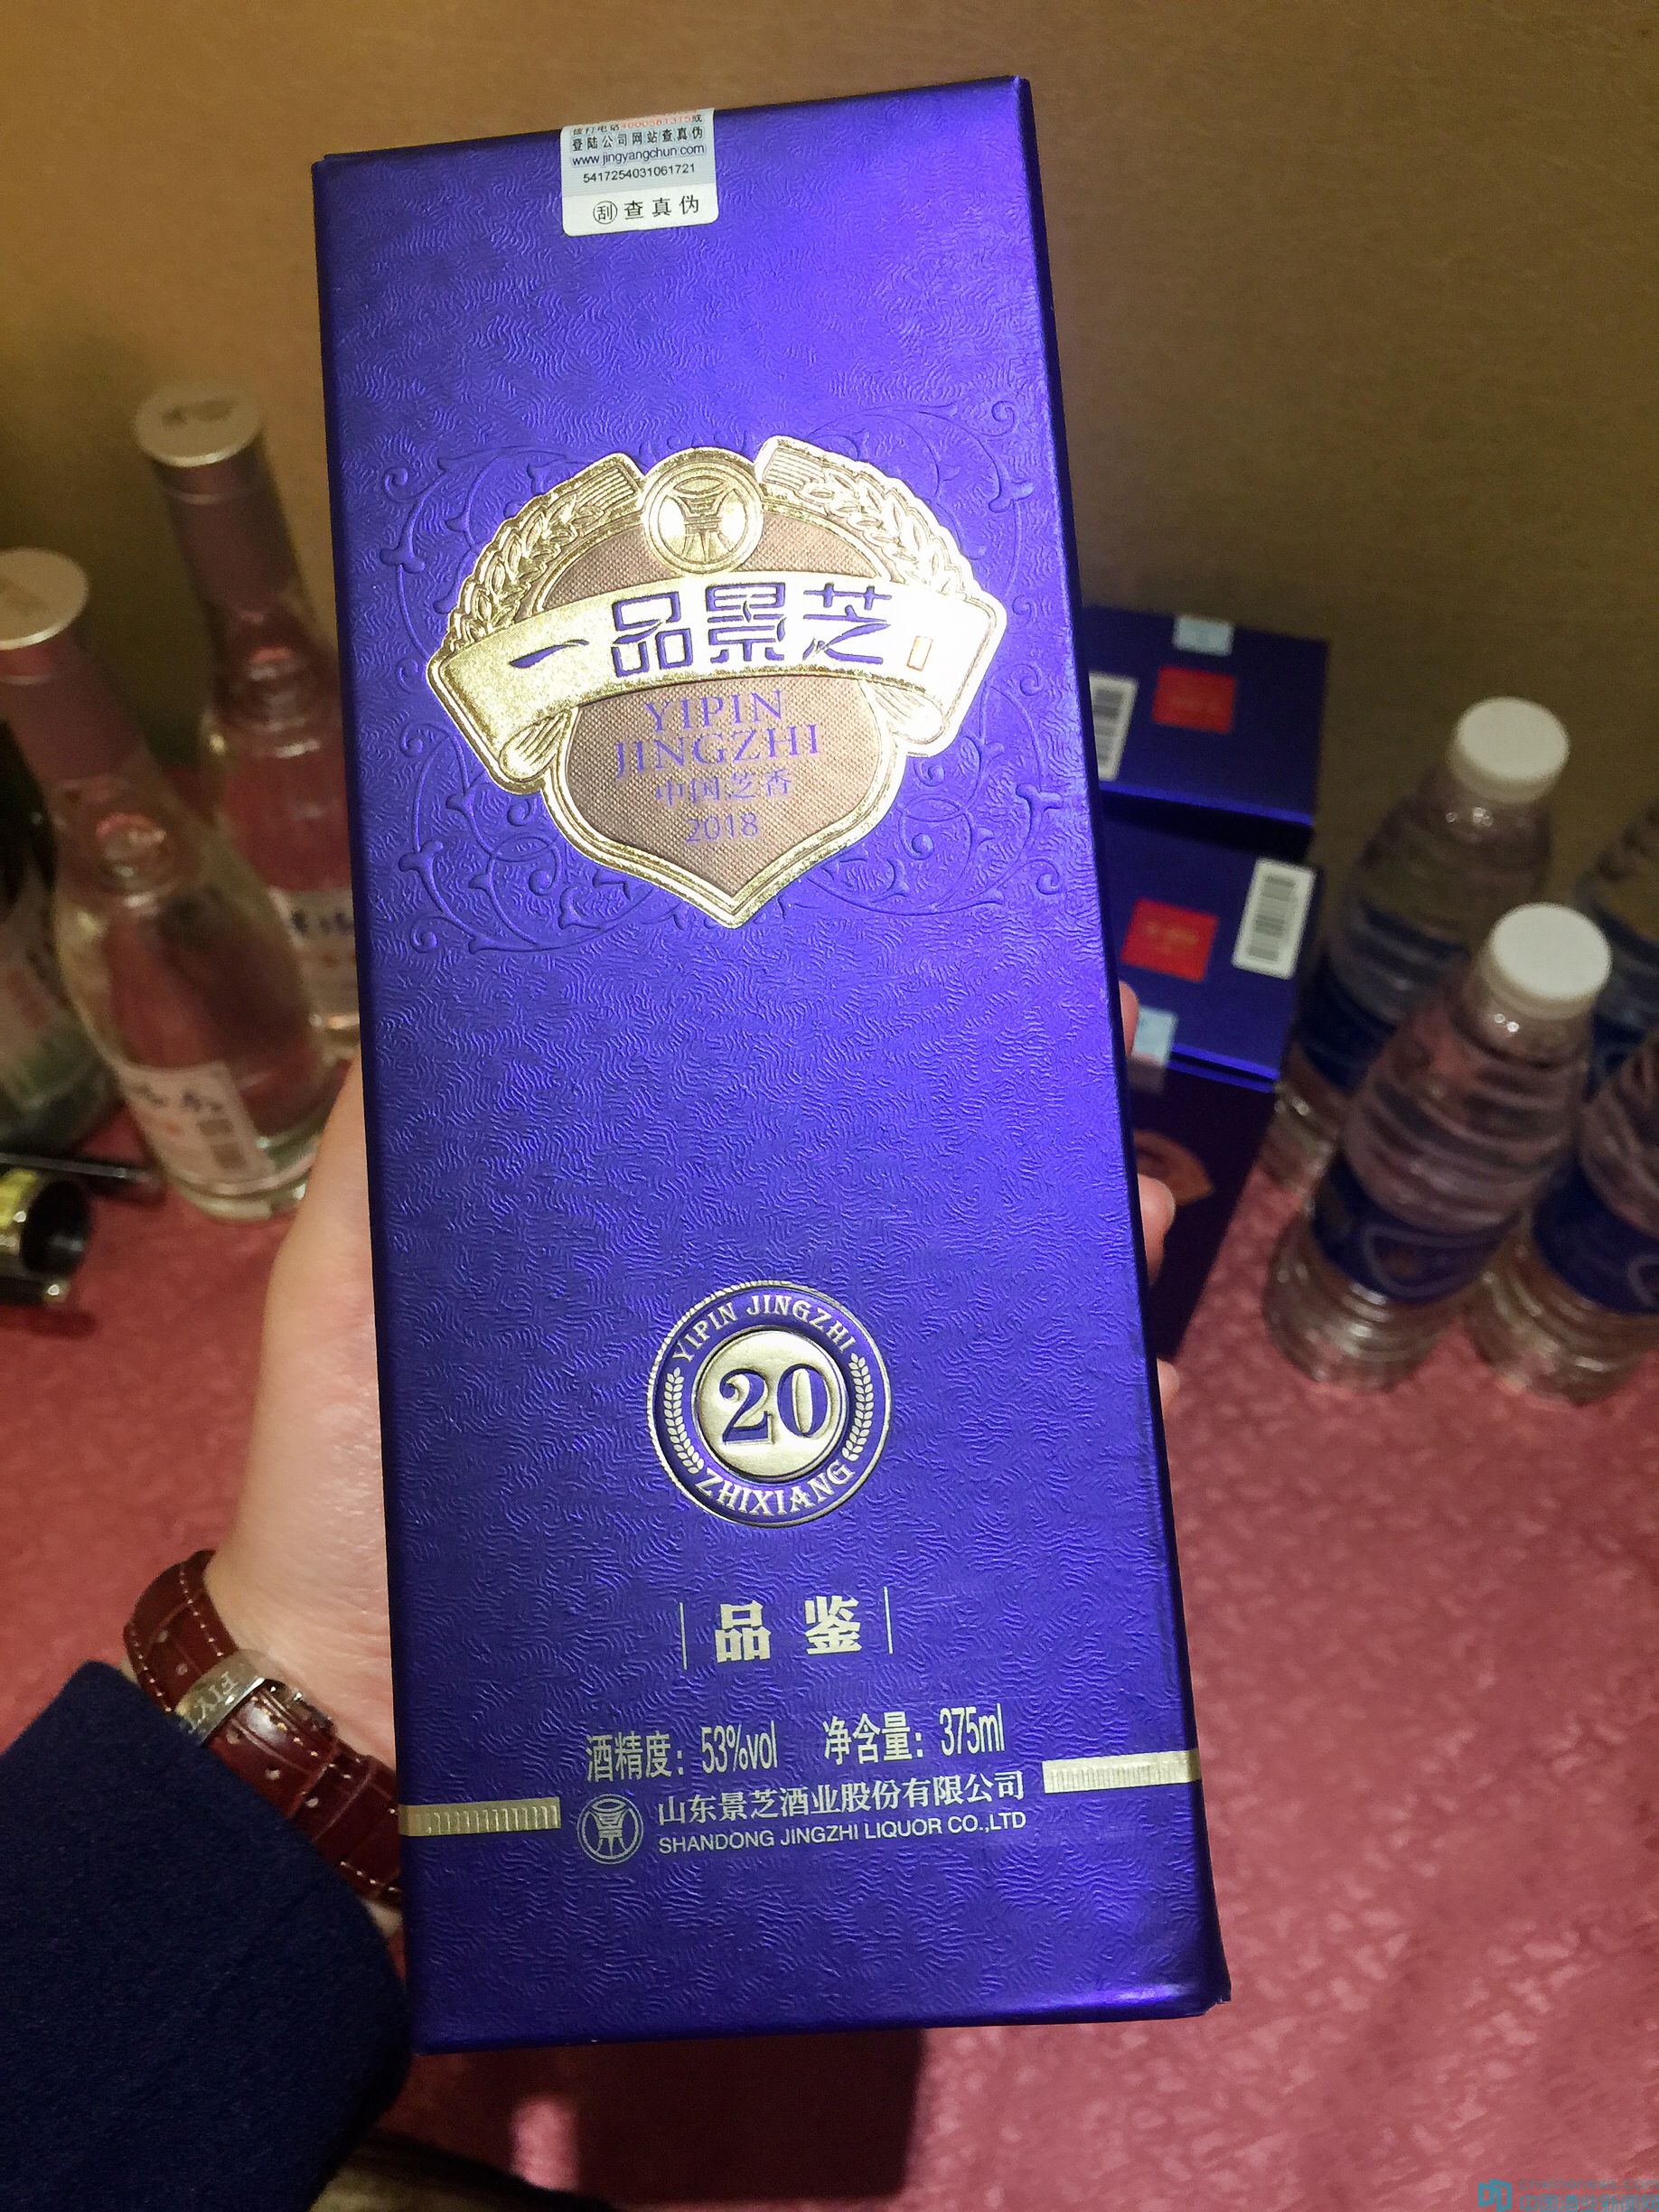 登陆公司网站查真伪
www.jingyangchun.com
5417254031061721
刮 查真伪
一品景芝
YIPIN
JINGZHI
中国芝香
2018
YIPIN JINGZHI
20
ZHIXIANG
品鉴
酒精度：53%vol 净含量：375ml
山东景芝酒业股份有限公司
SHANDONG JINGZHI LIQUOR CO.,LTD